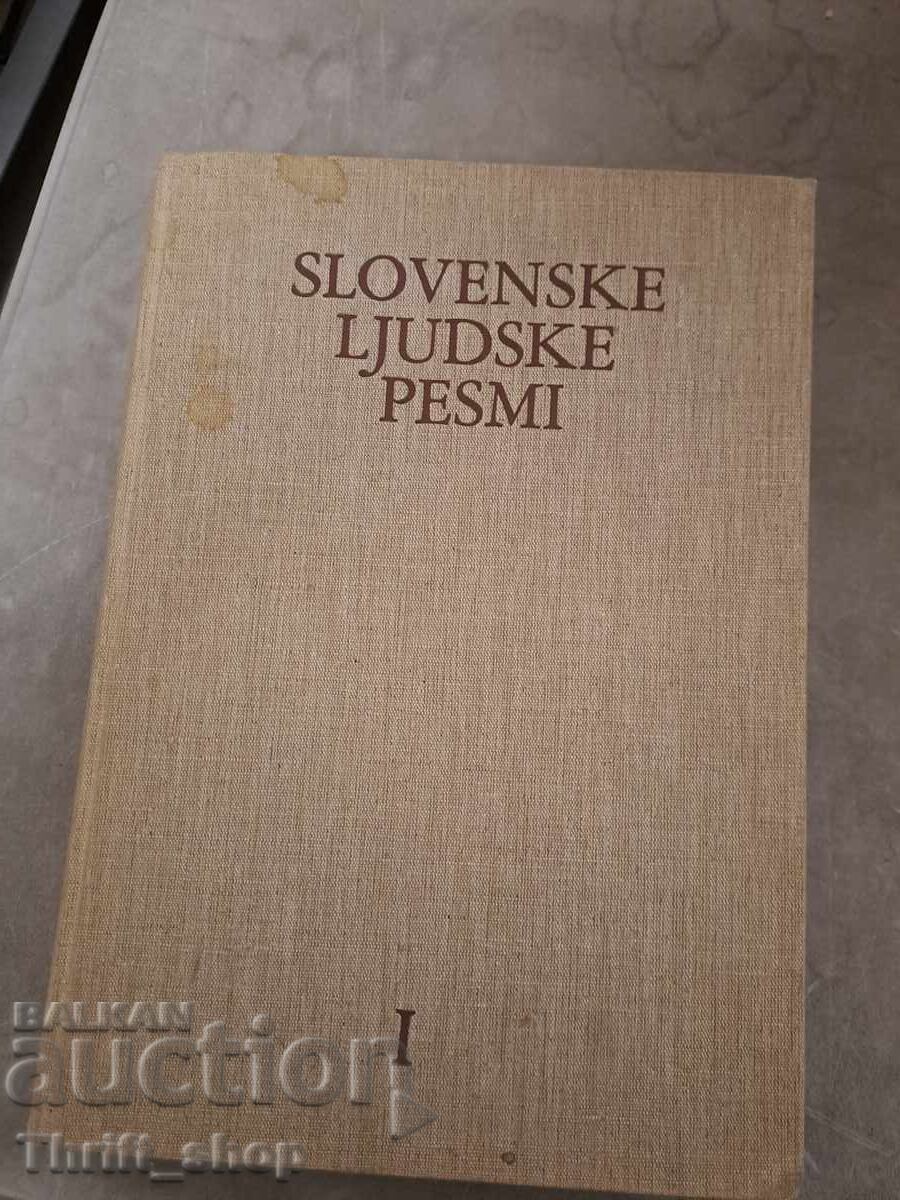 SLOVENSKE
LJUDSKE
PESMI
I
BALKAN
auction
Thrift_shop